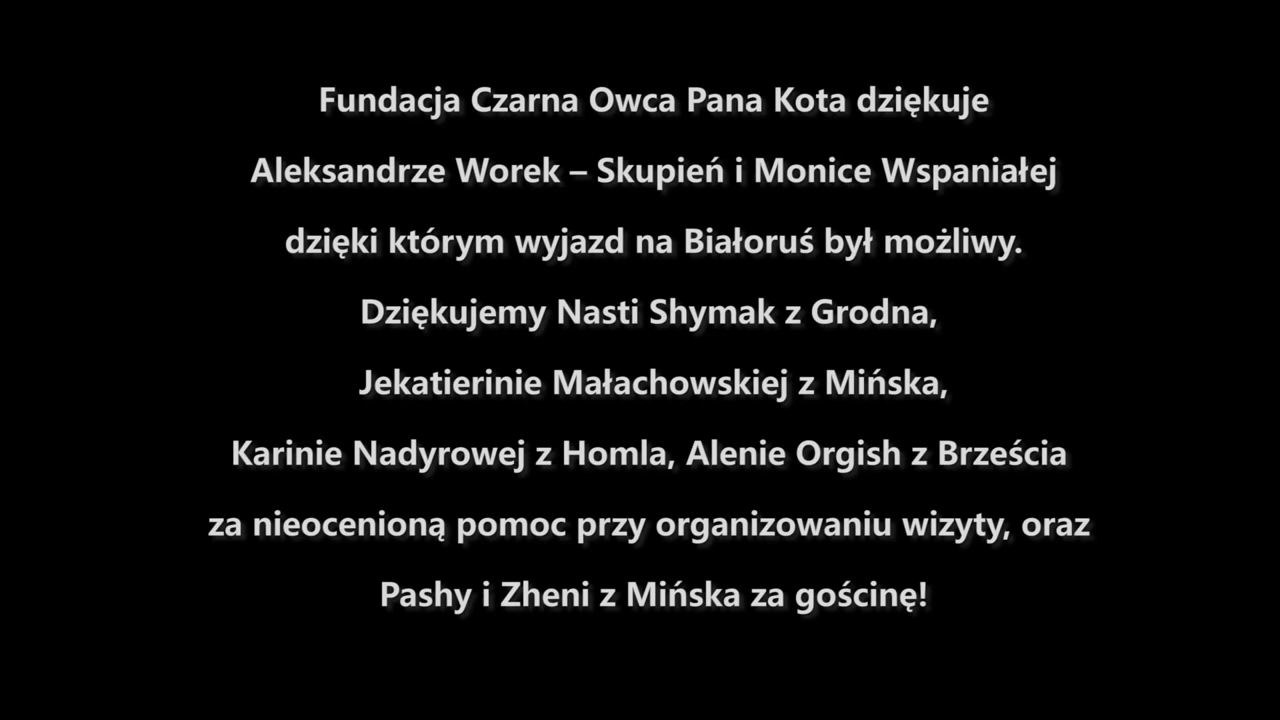 Fundacja Czarna Owca Pana Kota dziękuje
Aleksandrze Worek – Skupień i Monice Wspaniałej
dzięki którym wyjazd na Białoruś był możliwy.
Dziękujemy Nasti Shymak z Grodna,
Jekatierinie Małachowskiej z Mińska,
Karinie Nadyrowej z Homla, Alenie Orgish z Brześcia
za nieocenioną pomoc przy organizowaniu wizyty, oraz
Pashy i Zheni z Mińska za gościnę!